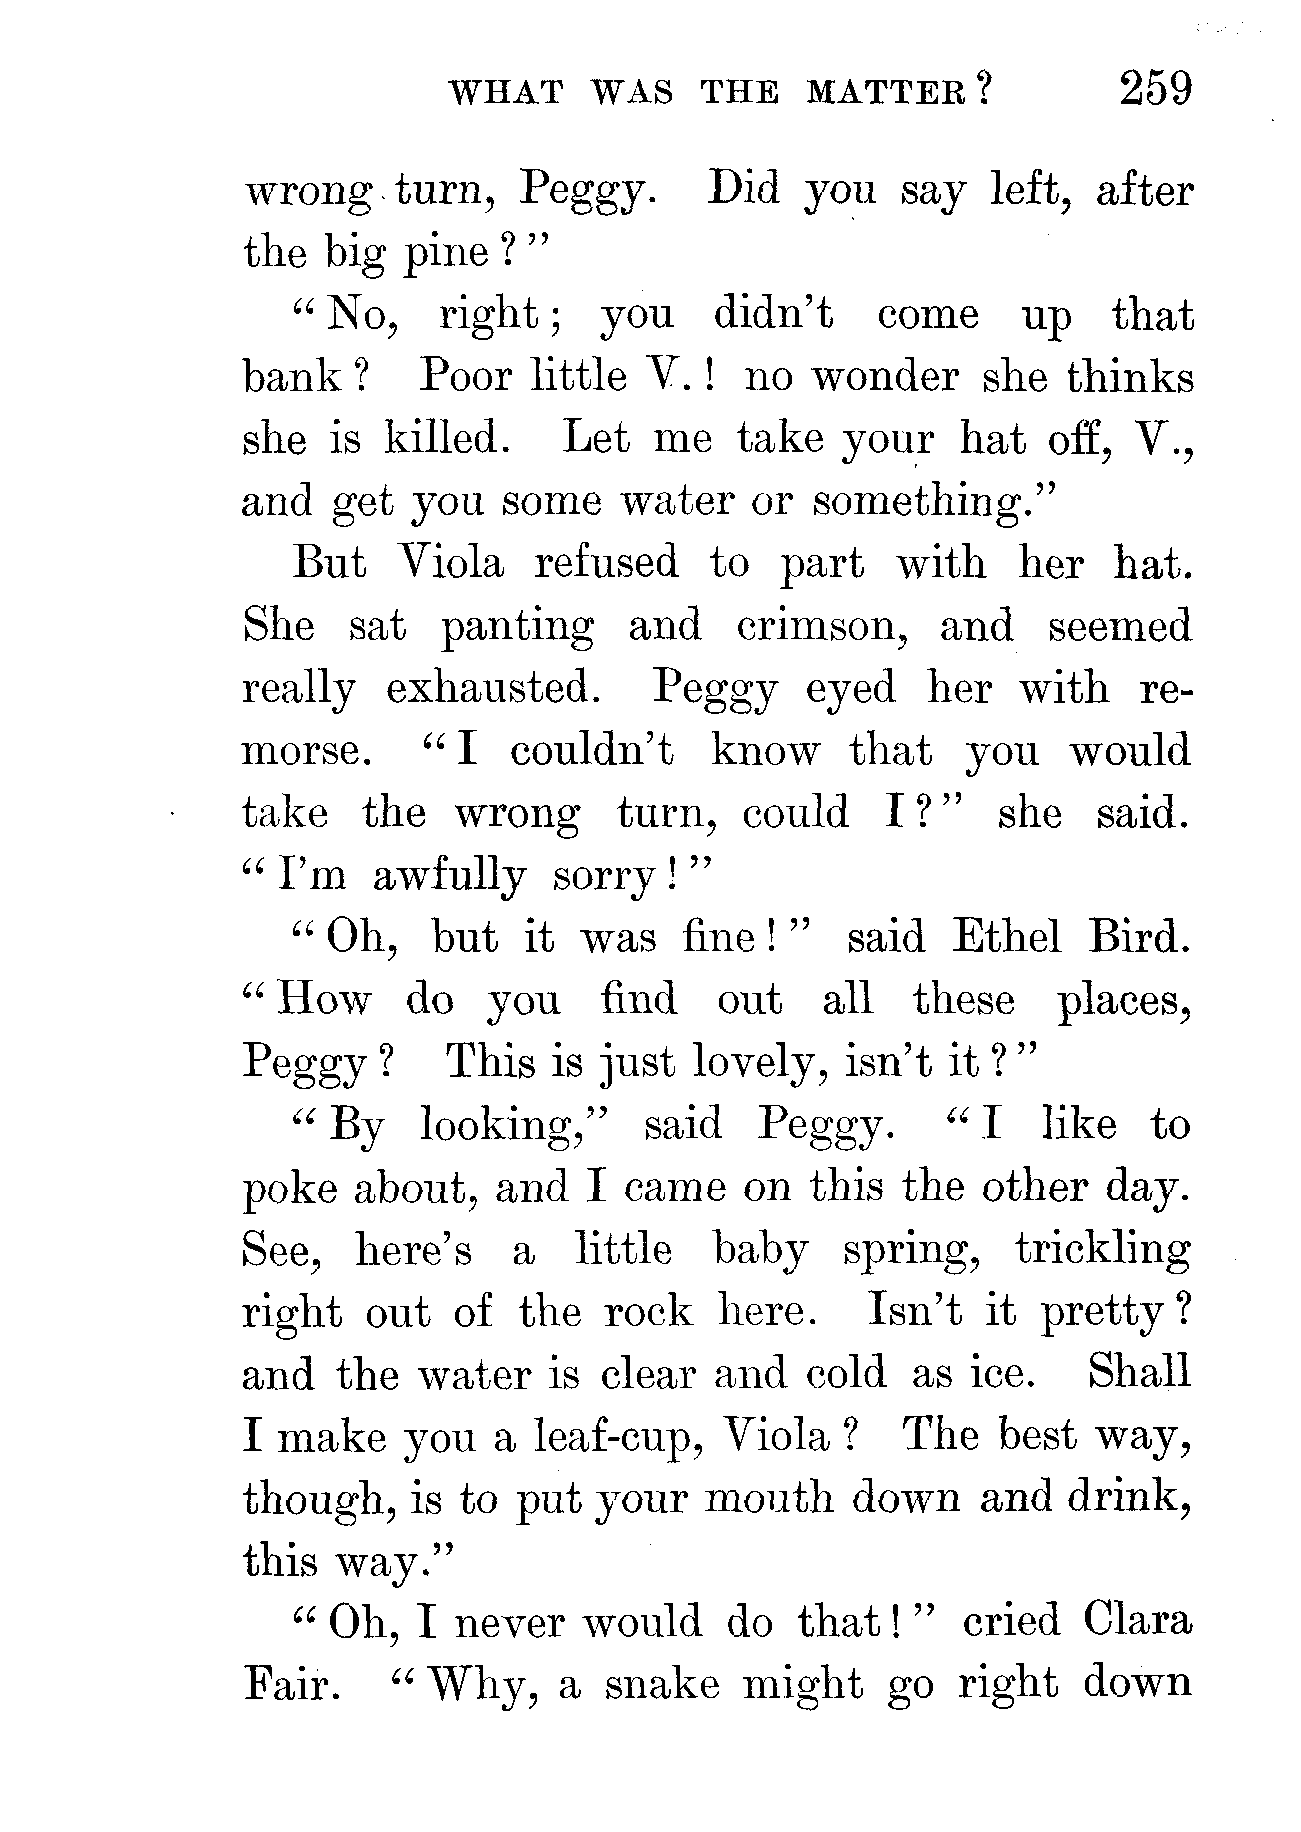 WHAT WAS THE MATTER? 259
wrong turn, Peggy. Did you say left, after
the big pine?"
"No, right; you didn't come up that
bank? Poor little V.! no wonder she thinks
she is killed. Let me take your hat off, V.,
and get you some water or something."
But Viola refused to part with her hat.
She sat panting and crimson, and seemed
really exhausted. Peggy eyed her with re-
morse. "I couldn't know that you would
take the wrong turn, could I?" she said.
"I'm awfully sorry!"
"Oh, but it was fine!" said Ethel Bird.
"How do you find out all these places,
Peggy? This is just lovely, isn't it?"
"By looking," said Peggy. "I like to
poke about, and I came on this the other day.
See, here's a little baby spring, trickling
right out of the rock here. Isn't it pretty?
and the water is clear and cold as ice. Shall
I make you a leaf-cup, Viola? The best way,
though, is to put your mouth down and drink,
this way."
"Oh, I never would do that!" cried Clara
Fair. "Why, a snake might go right down